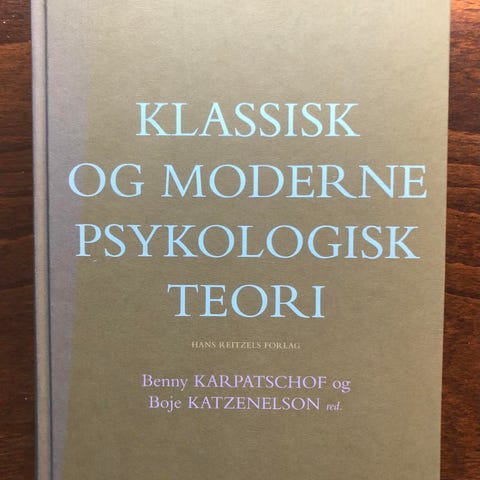 KLASSISK
OG MODERNE
PSYKOLOGISK
TEORI
HANS REITZELS FORLAG
Benny KARPATSCHOF og
Boje KATZENELSON red.